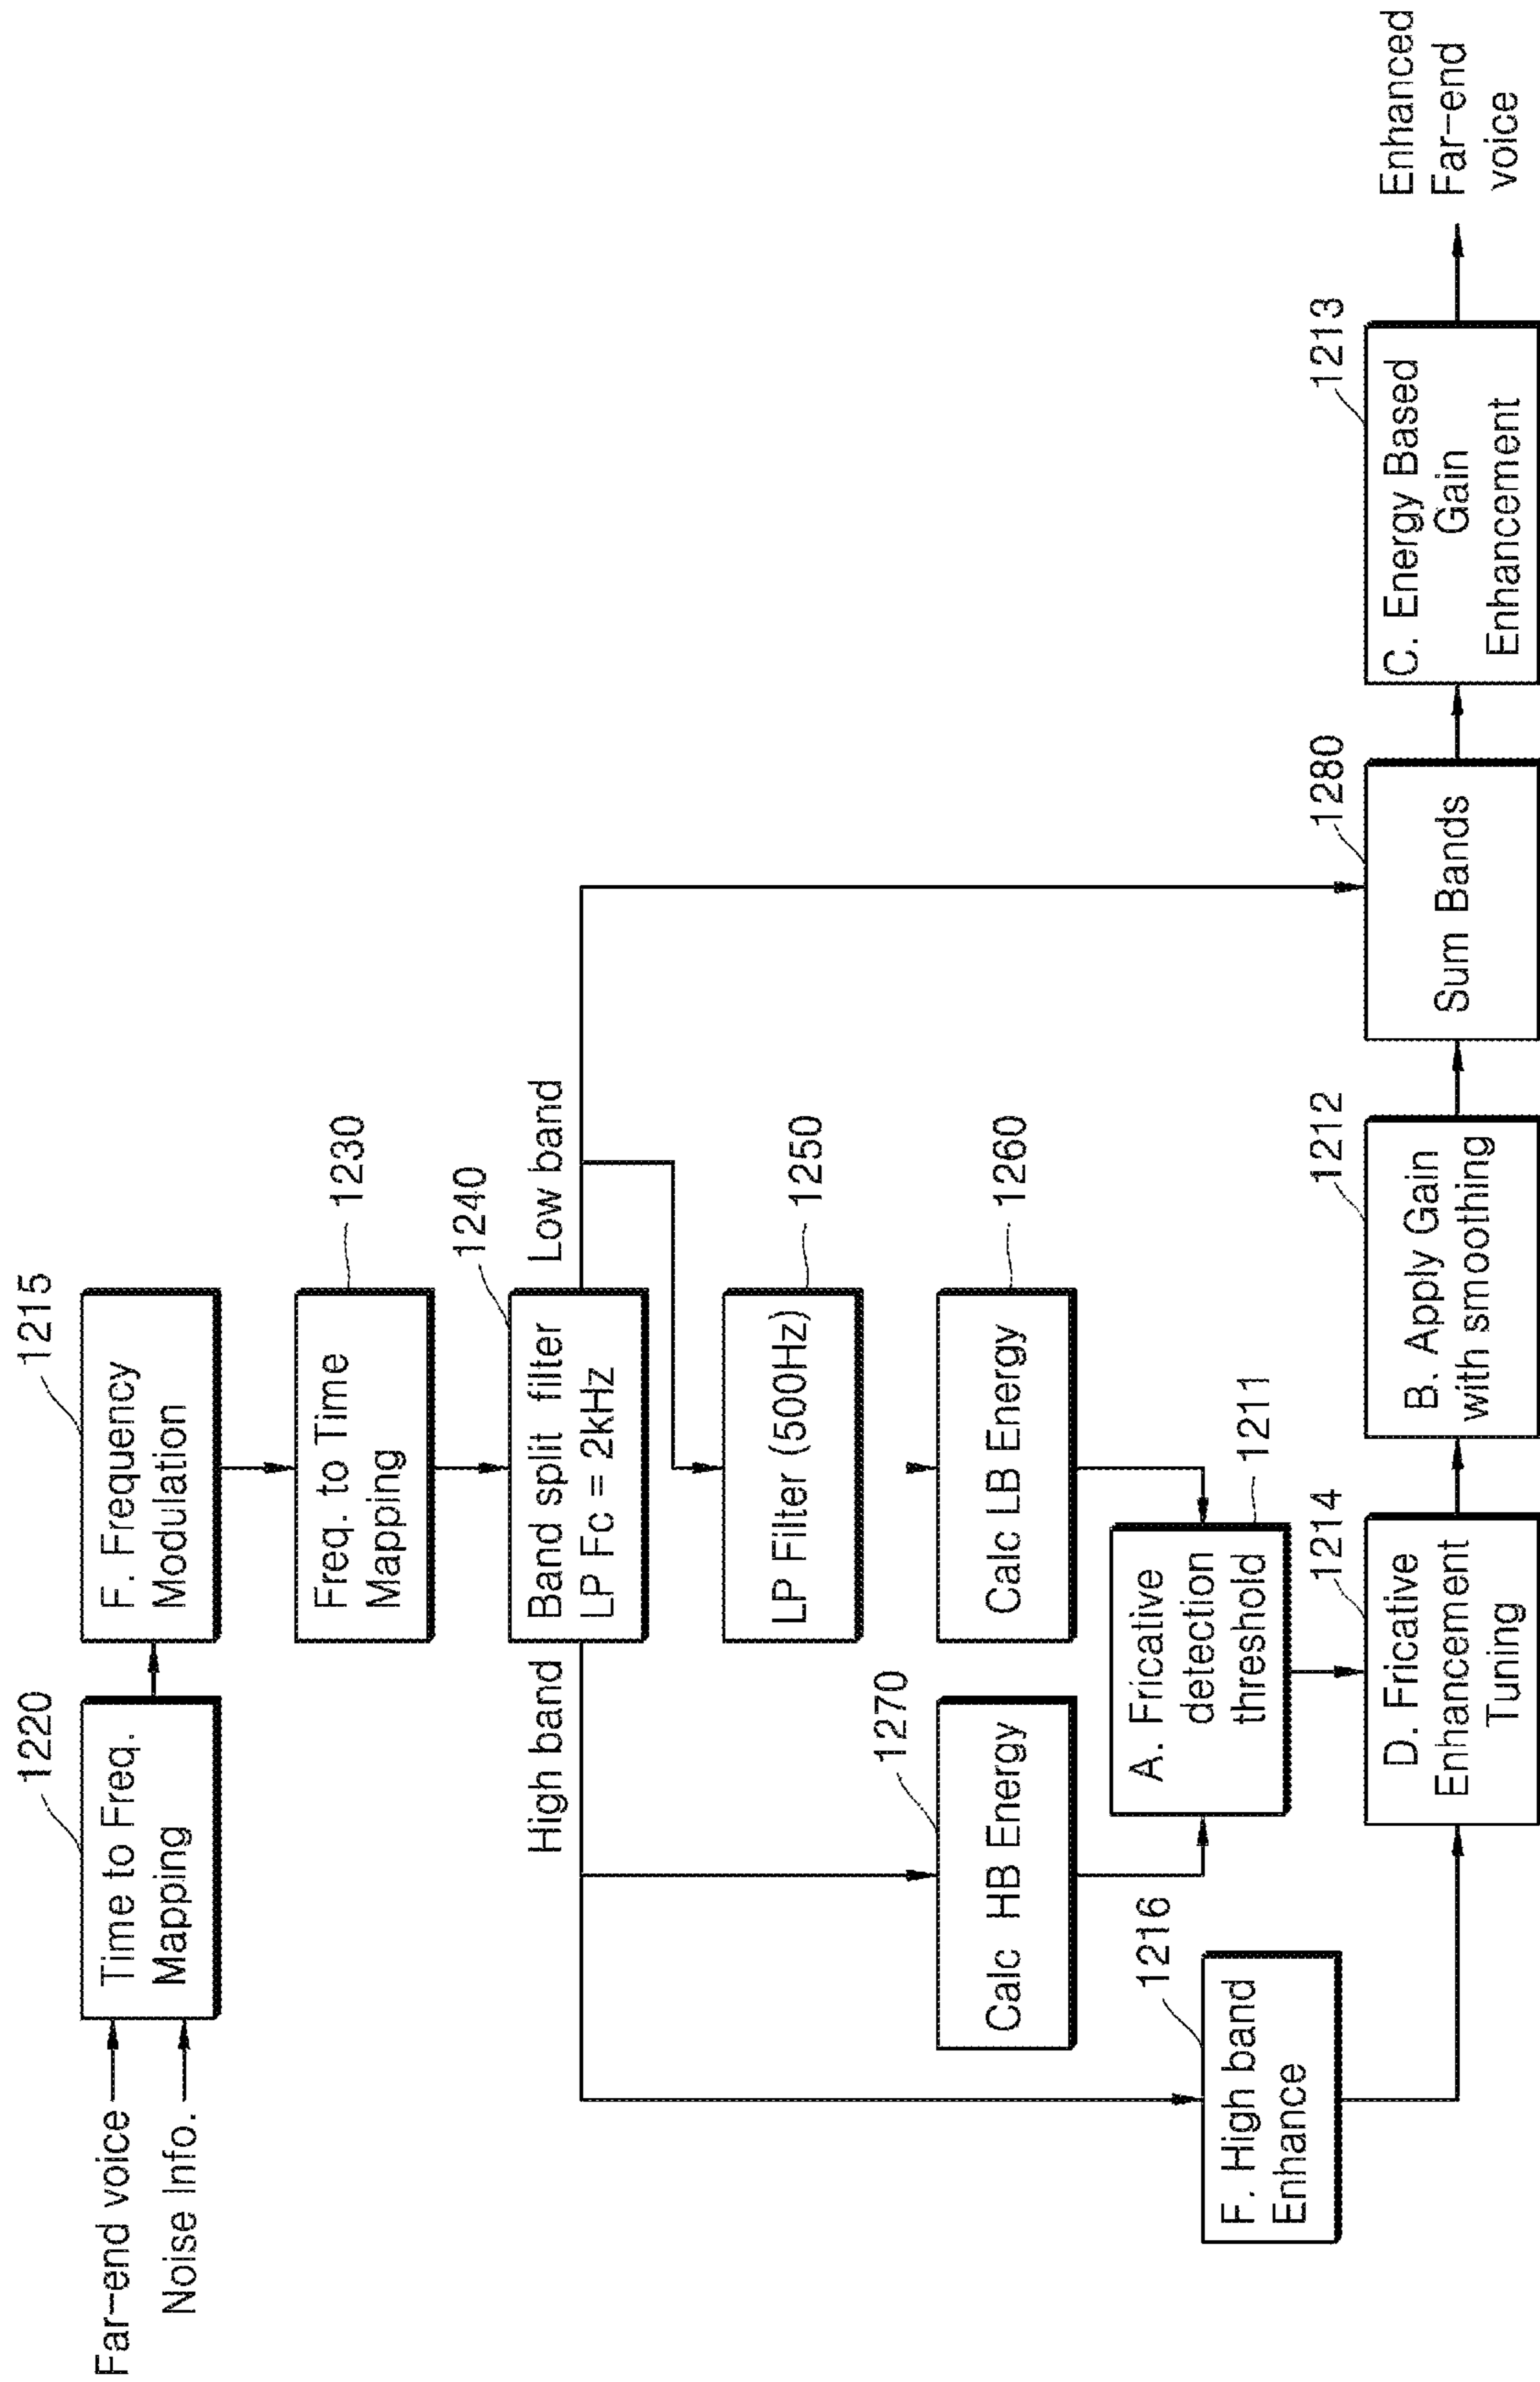 Far-end voice
Noise Info.
1220
Time to Freq.
Mapping
1215
F. Frequency
Modulation
1230
Freq. to Time
Mapping
1240
Band split filter
LP Fc = 2kHz
High band
Low band
1250
LP Filter (500Hz)
1260
Calc LB Energy
1270
Calc HB Energy
1211
A. Fricative
detection
threshold
1216
F. High band
Enhance
1214
D. Fricative
Enhancement
Tuning
1212
B. Apply Gain
with smoothing
1280
Sum Bands
1213
C. Energy Based
Gain
Enhancement
Enhanced
Far-end
voice